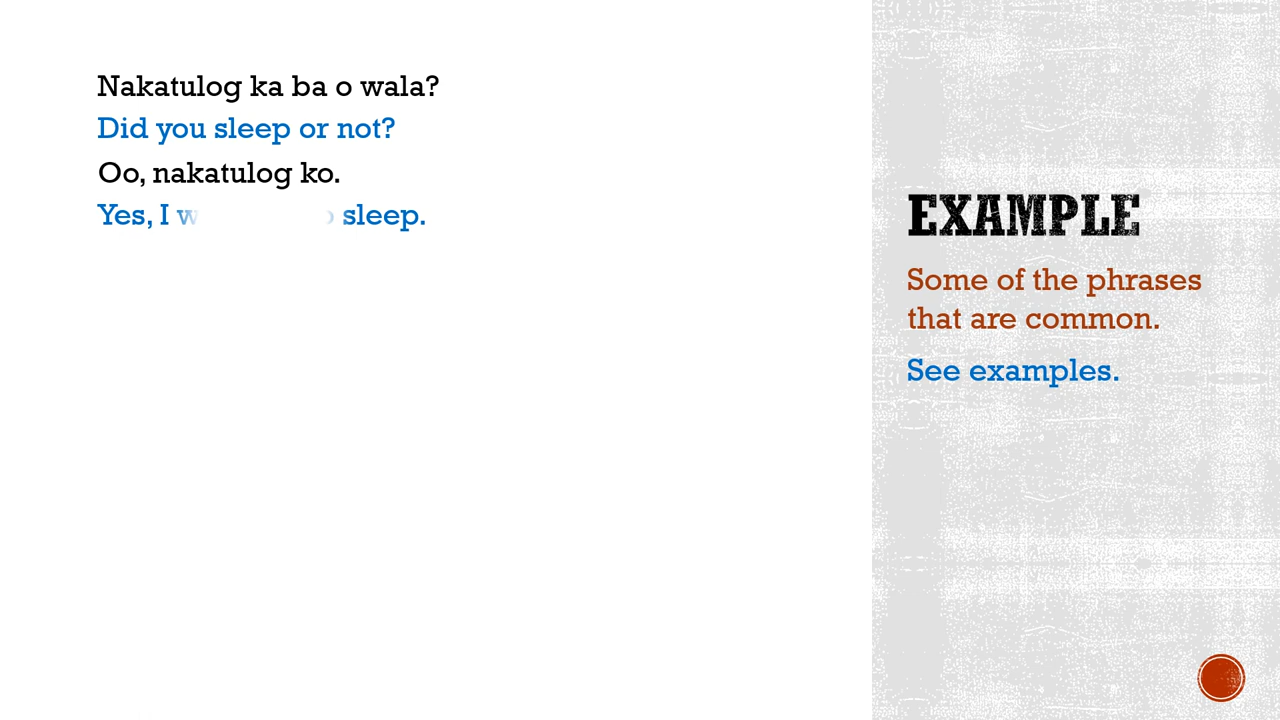 Nakatulog ka ba o wala?
Did you sleep or not?
Oo, nakatulog ko.
Yes, I sleep.
EXAMPLE
Some of the phrases
that are common.
See examples.